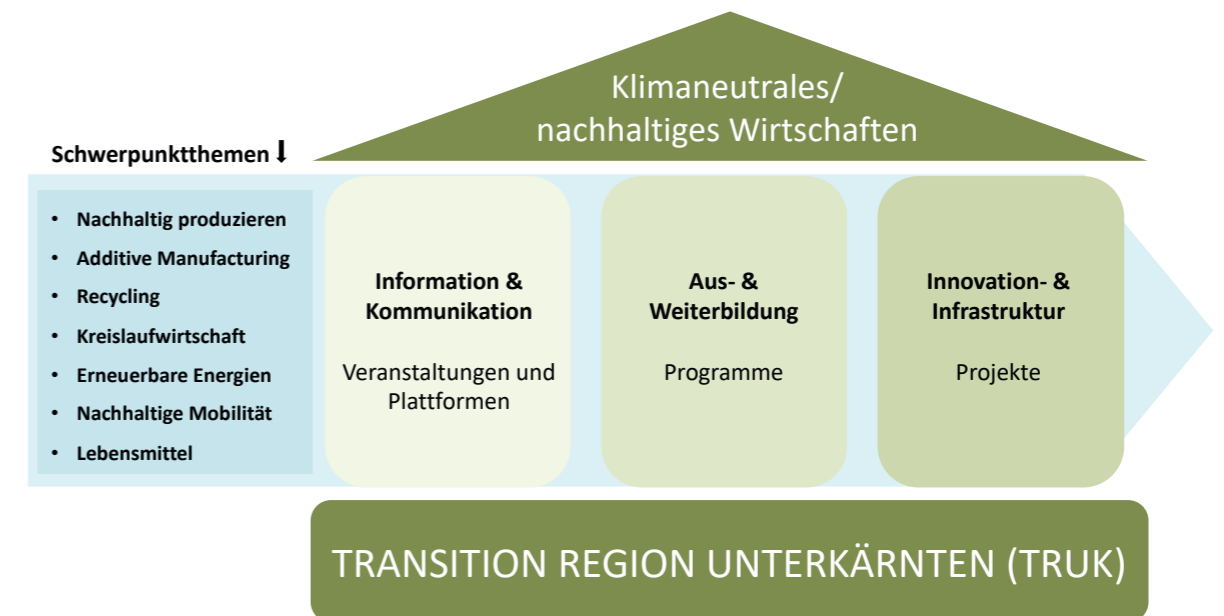 Klimaneutrales/
nachhaltiges Wirtschaften
Schwerpunktthemen ⬇
• Nachhaltig produzieren
• Additive Manufacturing
• Recycling
• Kreislaufwirtschaft
• Erneuerbare Energien
• Nachhaltige Mobilität
• Lebensmittel
Information &
Kommunikation
Veranstaltungen und
Plattformen
Aus- &
Weiterbildung
Programme
Innovation- &
Infrastruktur
Projekte
TRANSITION REGION UNTERKÄRNTEN (TRUK)